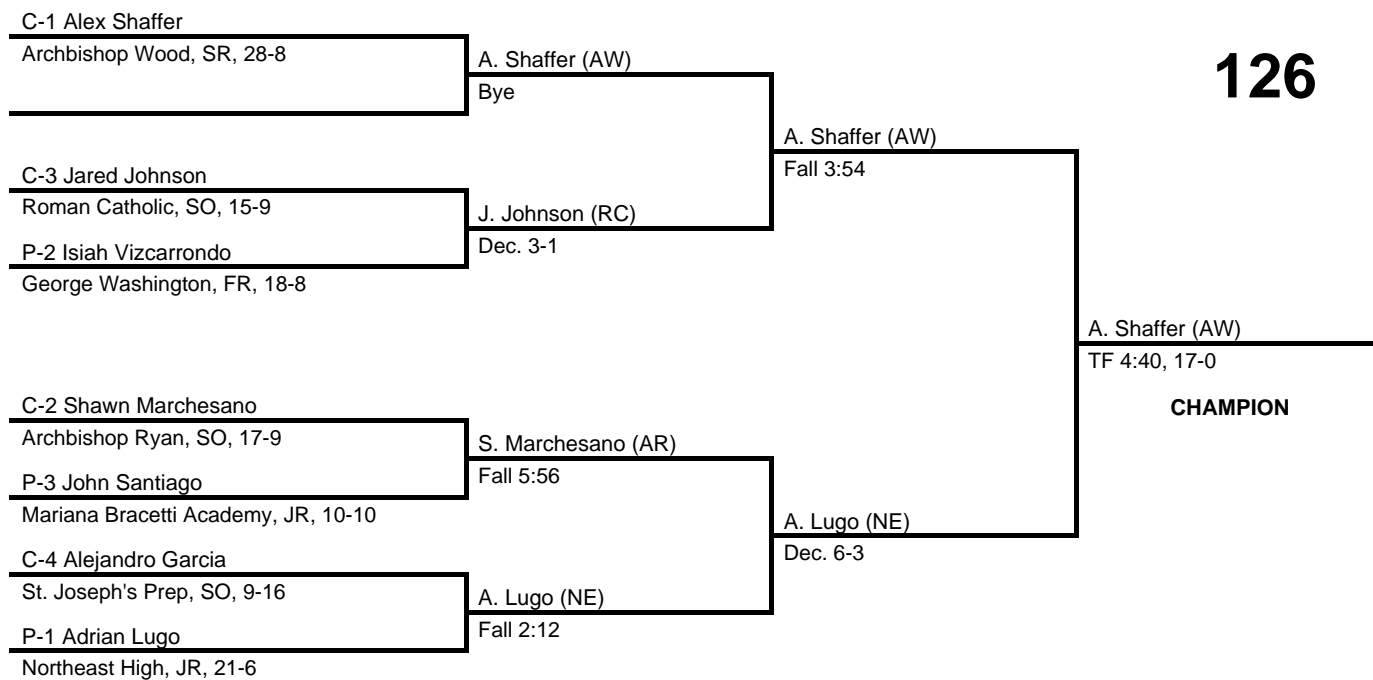 C-1 Alex Shaffer
Archbishop Wood, SR, 28-8
A. Shaffer (AW)
Bye
126
A. Shaffer (AW)
Fall 3:54
C-3 Jared Johnson
Roman Catholic, SO, 15-9
J. Johnson (RC)
Dec. 3-1
P-2 Isiah Vizcarrondo
George Washington, FR, 18-8
A. Shaffer (AW)
TF 4:40, 17-0
CHAMPION
C-2 Shawn Marchesano
Archbishop Ryan, SO, 17-9
S. Marchesano (AR)
Fall 5:56
P-3 John Santiago
Mariana Bracetti Academy, JR, 10-10
A. Lugo (NE)
Dec. 6-3
C-4 Alejandro Garcia
St. Joseph's Prep, SO, 9-16
A. Lugo (NE)
Fall 2:12
P-1 Adrian Lugo
Northeast High, JR, 21-6